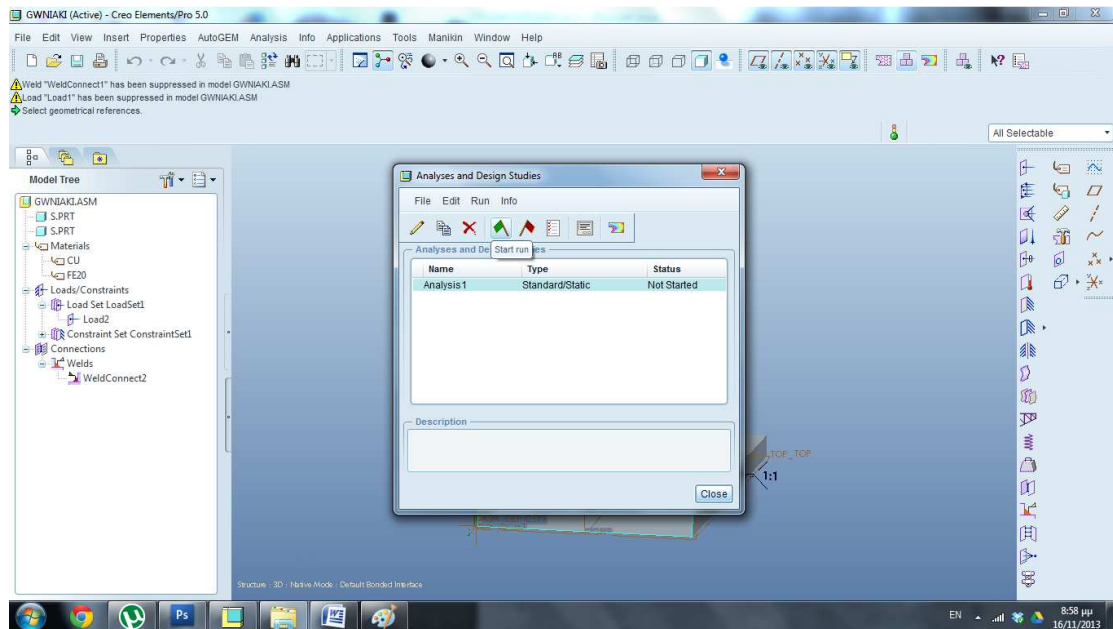 GWNIAKI (Active) - Creo Elements/Pro 5.0
File Edit View Insert Properties AutoGEM Analysis Info Applications Tools Manikin Window Help
Weld "WeldConnect1" has been suppressed in model GWNIAKI.ASM
Load "Load1" has been suppressed in model GWNIAKI.ASM
Select geometrical references.
All Selectable
Model Tree
GWNIAKI.ASM
S.PRT
S.PRT
Materials
CU
FE20
Loads/Constraints
Load Set LoadSet1
Load2
Constraint Set ConstraintSet1
Connections
Welds
WeldConnect2
Analyses and Design Studies
File Edit Run Info
Start run
Analyses and De
es
Name Type Status
Analysis1 Standard/Static Not Started
Description
Close
TOP_TOP
1:1
Structure : 3D : Native Mode : Default Bonded Interface
Ps
EN
8:58 μμ
16/11/2013